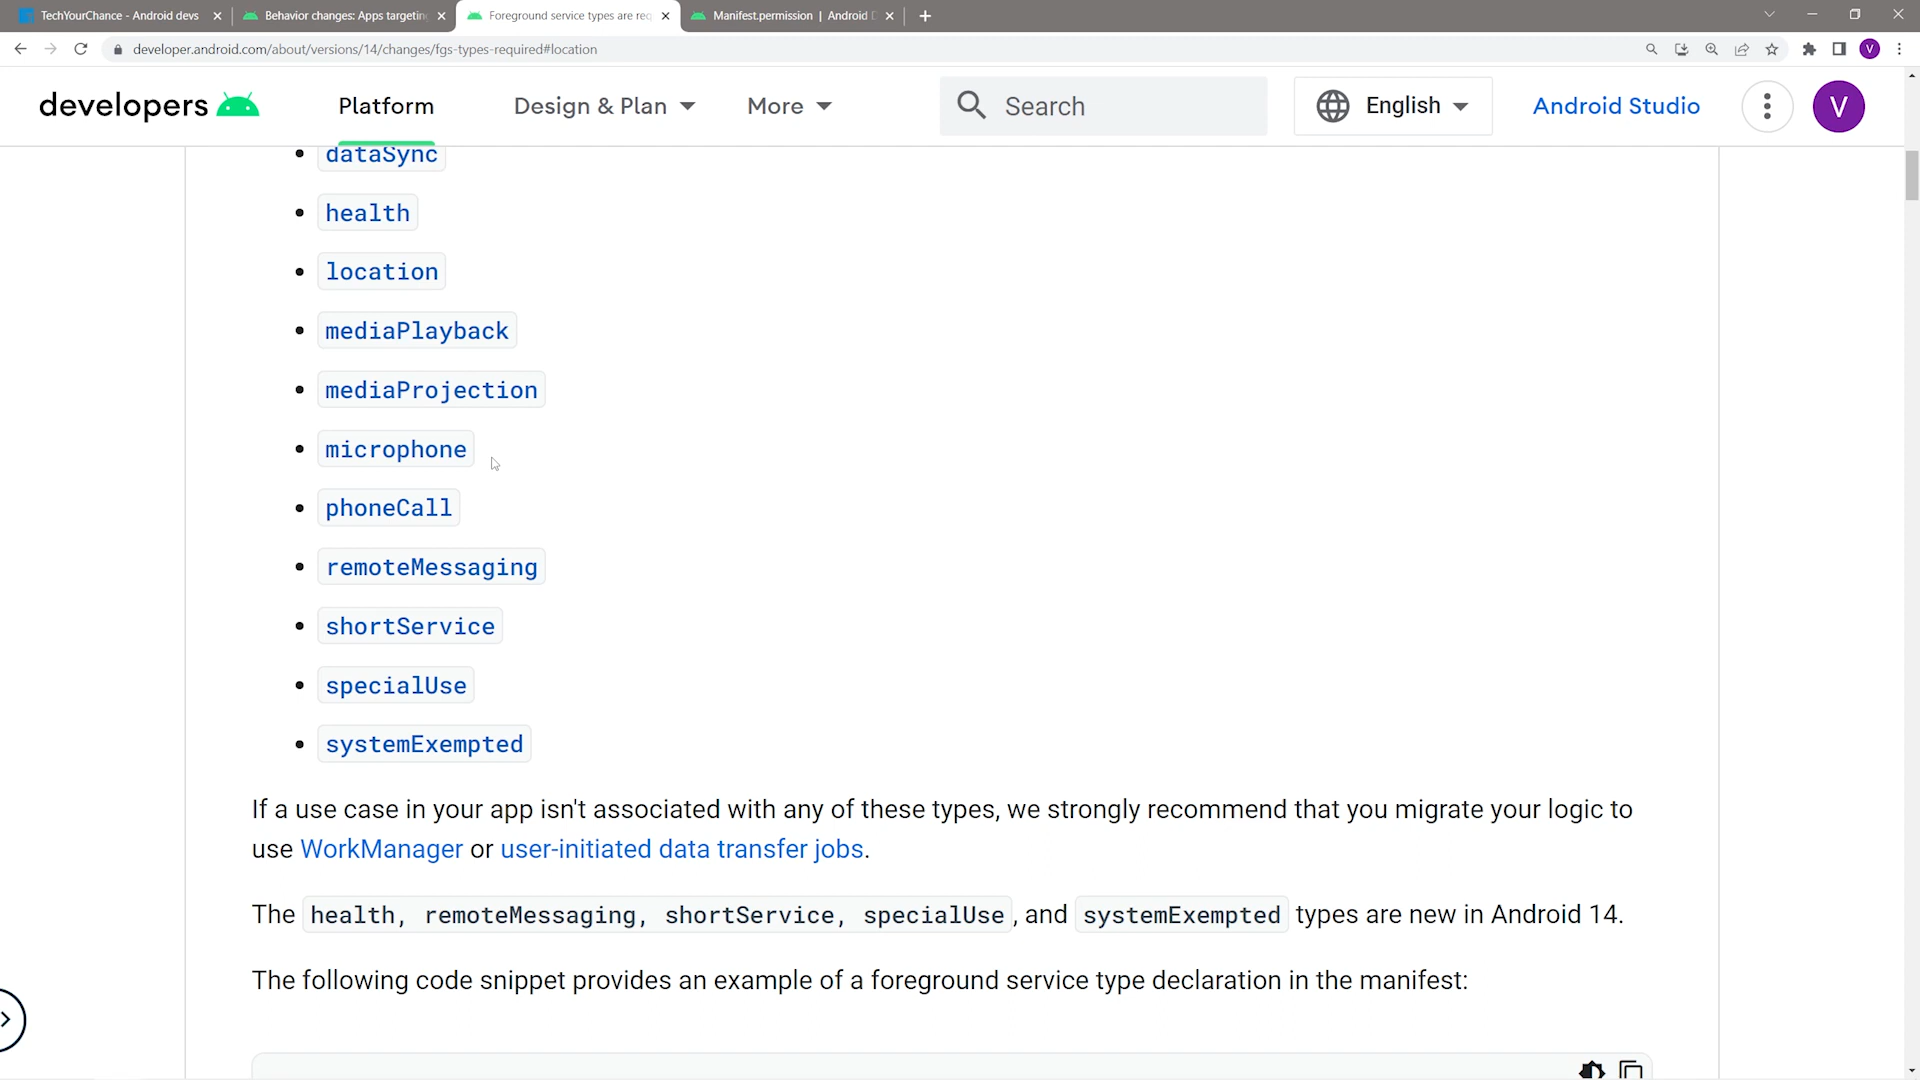 TechYourChance - Android devs
Behavior changes: Apps targeting
Foreground service types are req
Manifest.permission | Android D
developer.android.com/about/versions/14/changes/fgs-types-required#location
V
developers
Platform
Design & Plan
More
Search
English
Android Studio
V
dataSync
health
location
mediaPlayback
mediaProjection
microphone
phoneCall
remoteMessaging
shortService
specialUse
systemExempted
If a use case in your app isn't associated with any of these types, we strongly recommend that you migrate your logic to
use WorkManager or user-initiated data transfer jobs.
The health, remoteMessaging, shortService, specialUse, and systemExempted types are new in Android 14.
The following code snippet provides an example of a foreground service type declaration in the manifest: